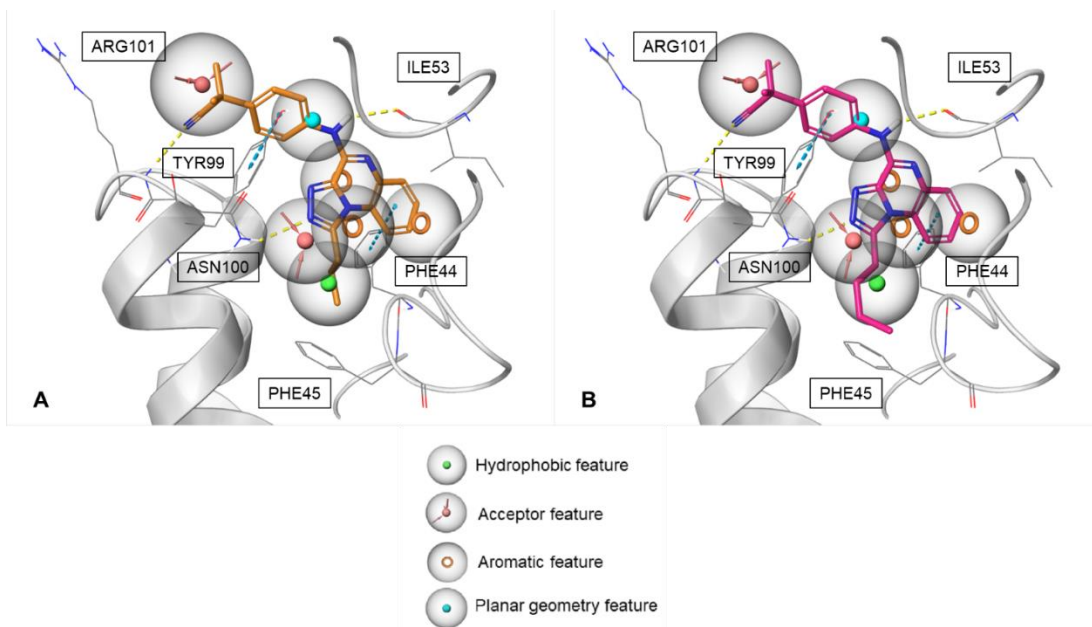 ARG101
ILE53
TYR99
ASN100
PHE44
PHE45
A
ARG101
ILE53
TYR99
ASN100
PHE44
PHE45
B
Hydrophobic feature
Acceptor feature
Aromatic feature
Planar geometry feature